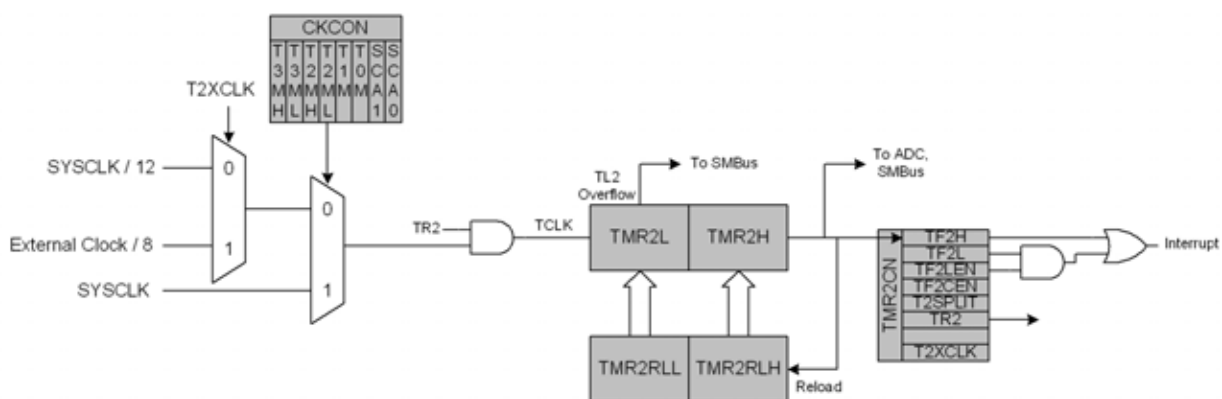 CKCON
T3MH
T3ML
T2MH
T2ML
T1M
T0M
SCA1
SCA0
T2XCLK
SYSCLK / 12
0
1
External Clock / 8
SYSCLK
0
1
TR2
TCLK
TL2
Overflow
To SMBus
To ADC,
SMBus
TMR2L
TMR2H
TMR2RLL
TMR2RLH
Reload
TMR2CN
TF2H
TF2L
TF2LEN
TF2CEN
T2SPLIT
TR2
T2XCLK
Interrupt